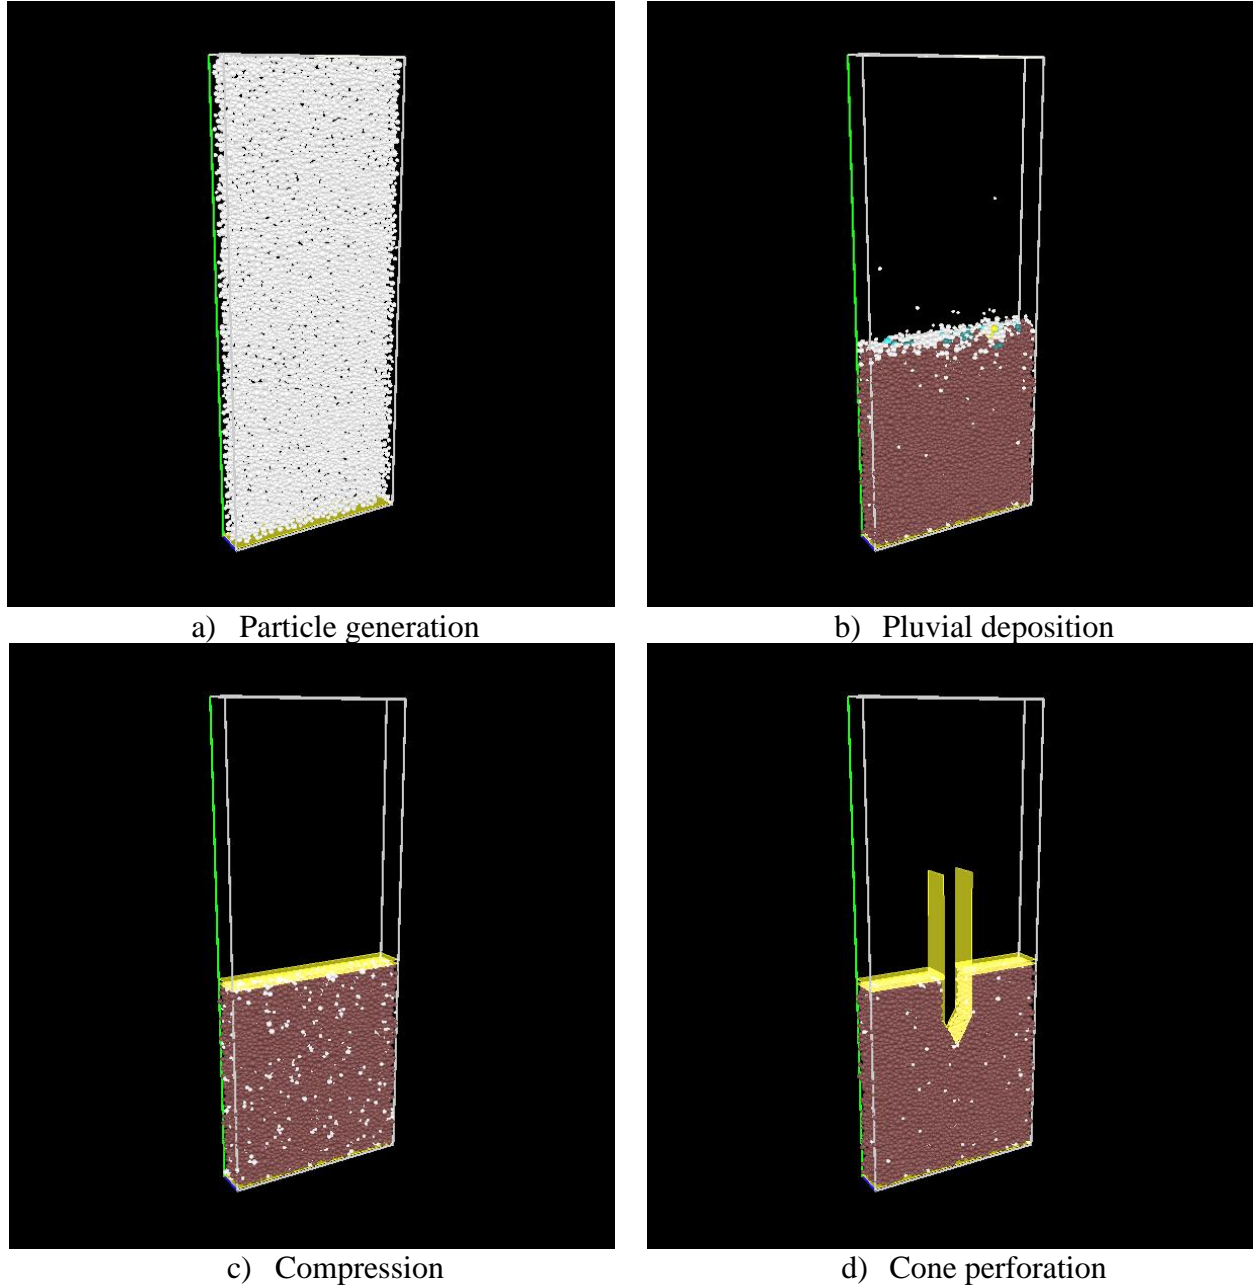 a) Particle generation
b) Pluvial deposition
c) Compression
d) Cone perforation